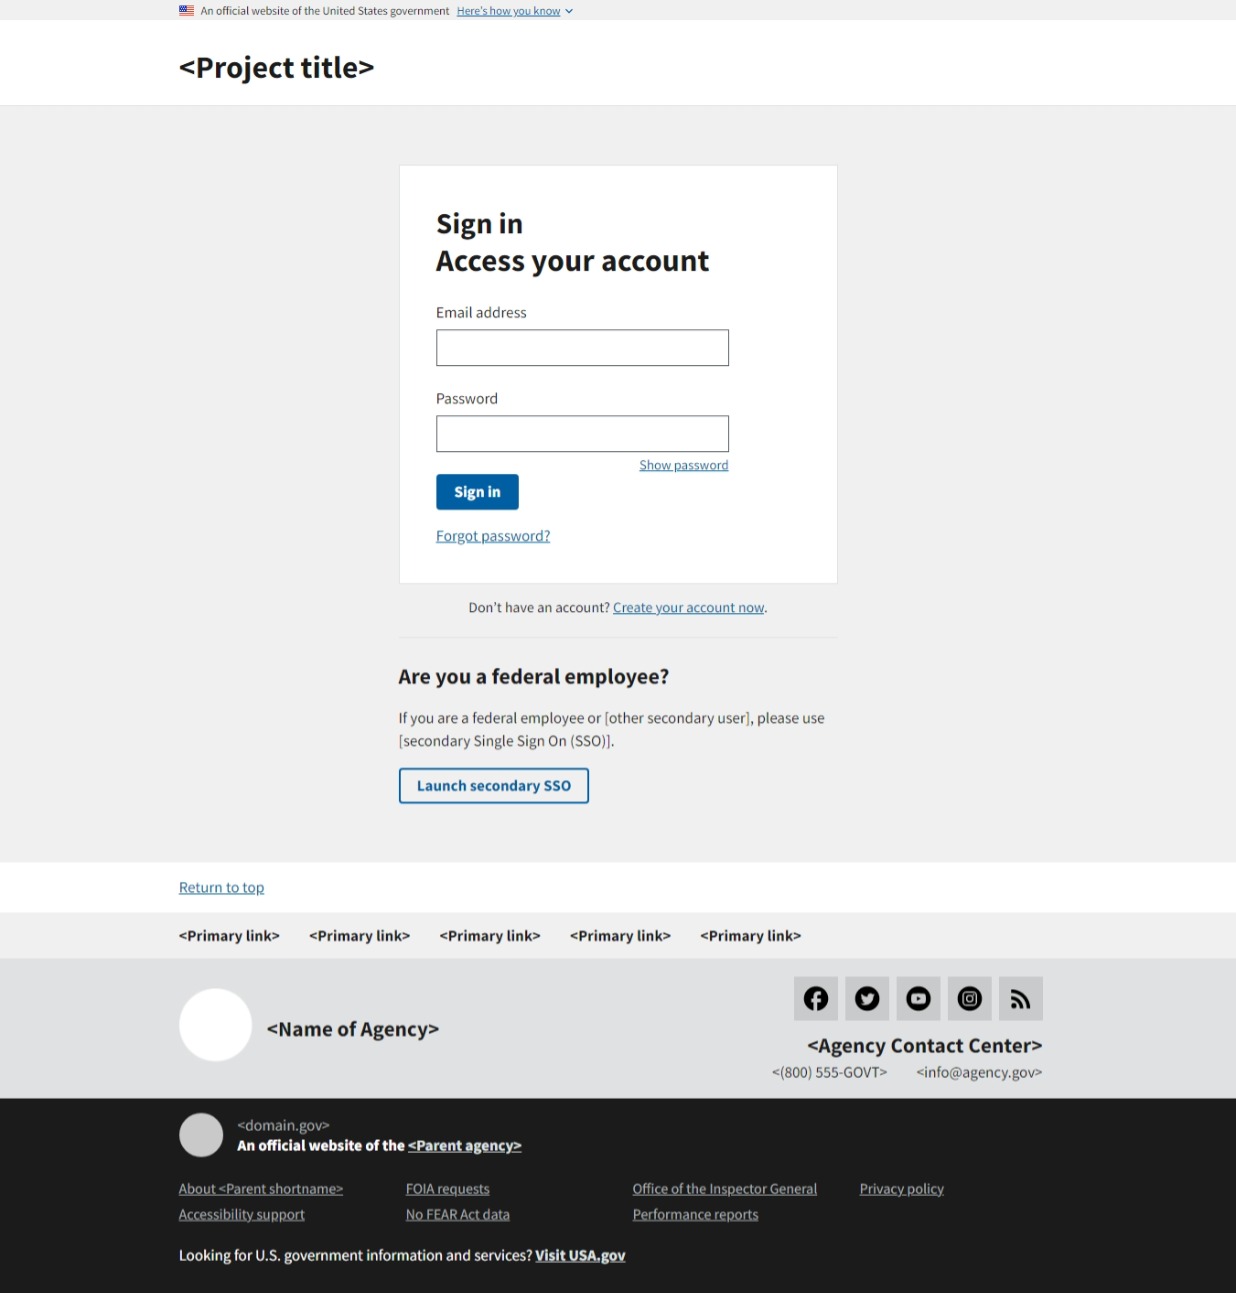 An official website of the United States government Here's how you know
<Project title>
Sign in
Access your account
Email address
Password
Show password
Sign in
Forgot password?
Don't have an account? Create your account now.
Are you a federal employee?
If you are a federal employee or [other secondary user], please use
[secondary Single Sign On (SSO)].
Launch secondary SSO
Return to top
<Primary link> <Primary link> <Primary link> <Primary link> <Primary link>
<Name of Agency>
<Agency Contact Center>
<(800) 555-GOVT> <info@agency.gov>
<domain.gov>
An official website of the <Parent agency>
About <Parent shortname> FOIA requests Office of the Inspector General Privacy policy
Accessibility support No FEAR Act data Performance reports
Looking for U.S. government information and services? Visit USA.gov